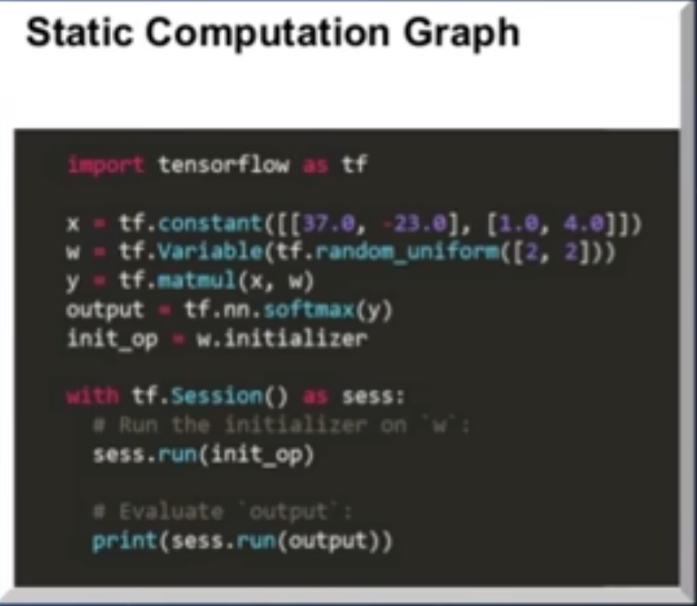 Static Computation Graph
import tensorflow as tf
x = tf.constant([[37.0, -23.0], [1.0, 4.0]])
w = tf.Variable(tf.random_uniform([2, 2]))
y = tf.matmul(x, w)
output = tf.nn.softmax(y)
init_op = w.initializer
with tf.Session() as sess:
# Run the initializer on `w`:
sess.run(init_op)
# Evaluate `output`:
print(sess.run(output))